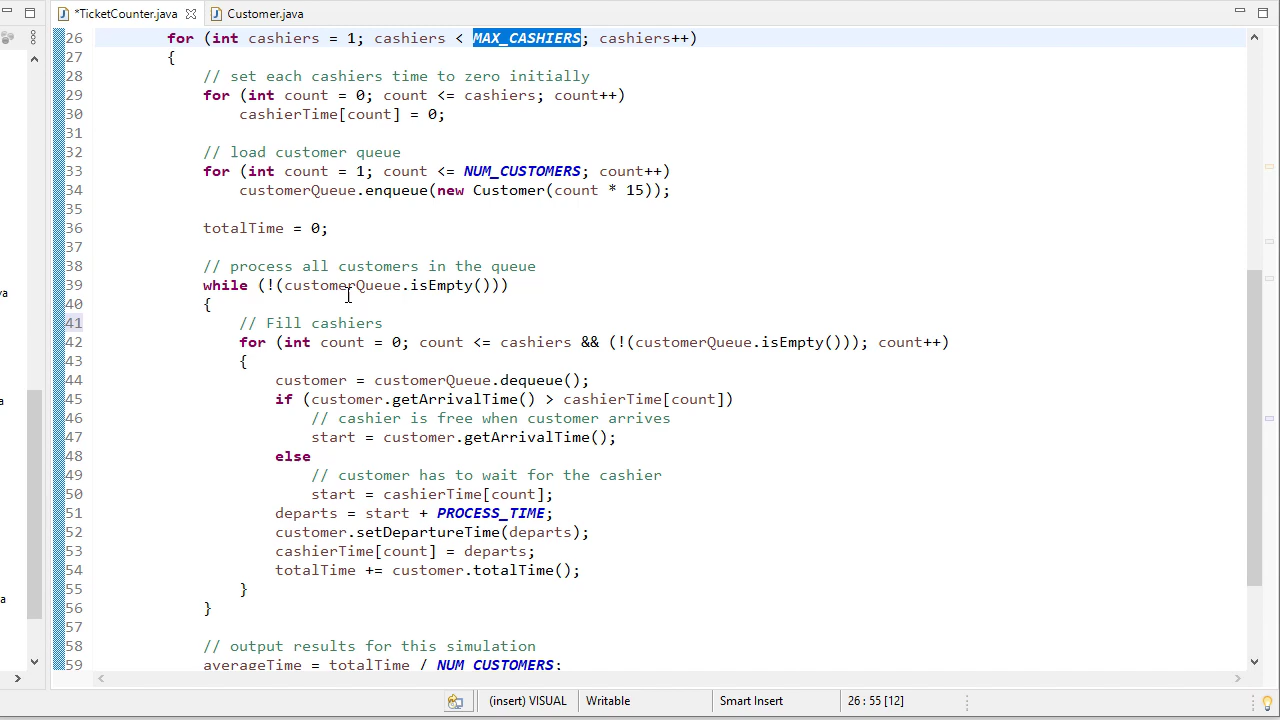 *TicketCounter.java
Customer.java
26 for (int cashiers = 1; cashiers < MAX_CASHIERS; cashiers++)
27 {
28 // set each cashiers time to zero initially
29 for (int count = 0; count <= cashiers; count++)
30 cashierTime[count] = 0;
31
32 // load customer queue
33 for (int count = 1; count <= NUM_CUSTOMERS; count++)
34 customerQueue.enqueue(new Customer(count * 15));
35
36 totalTime = 0;
37
38 // process all customers in the queue
39 while (!(customerQueue.isEmpty()))
40 {
41 // Fill cashiers
42 for (int count = 0; count <= cashiers && (!(customerQueue.isEmpty())); count++)
43 {
44 customer = customerQueue.dequeue();
45 if (customer.getArrivalTime() > cashierTime[count])
46 // cashier is free when customer arrives
47 start = customer.getArrivalTime();
48 else
49 // customer has to wait for the cashier
50 start = cashierTime[count];
51 departs = start + PROCESS_TIME;
52 customer.setDepartureTime(departs);
53 cashierTime[count] = departs;
54 totalTime += customer.totalTime();
55 }
56 }
57
58 // output results for this simulation
59 averageTime = totalTime / NUM_CUSTOMERS;
va
a
a
(insert) VISUAL
Writable
Smart Insert
26 : 55 [12]